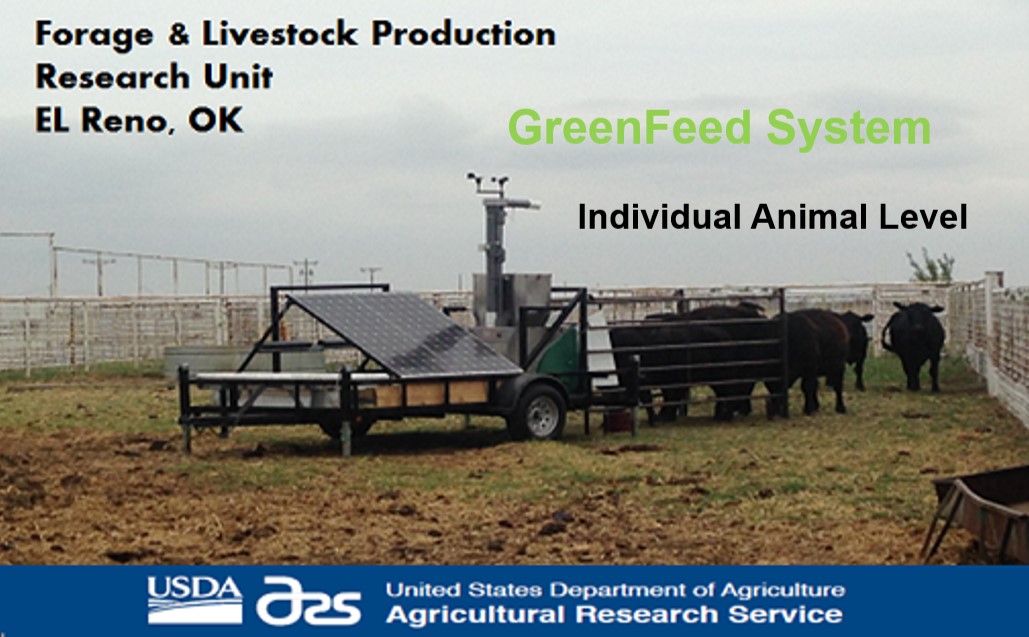 Forage & Livestock Production
Research Unit
EL Reno, OK
GreenFeed System
Individual Animal Level
USDA ars United States Department of Agriculture
Agricultural Research Service